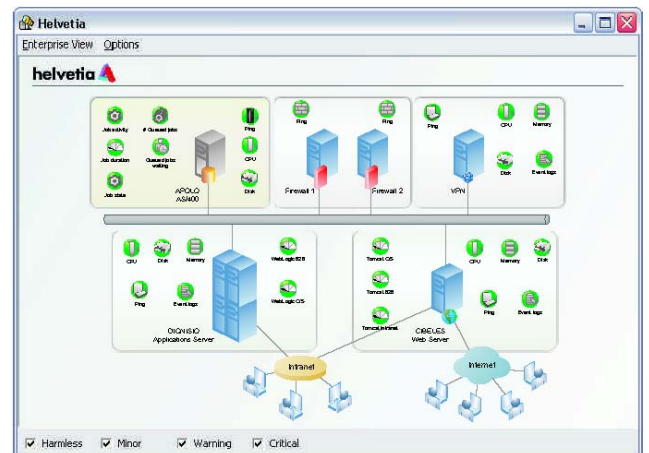 Helvetia
Enterprise View Options
helvetia
Job activity
# Queued jobs
Ping
Job duration
Queued jobs waiting
CPU
Job state
Disk
APOLO
AS/400
Ping
Ping
Firewall 1
Firewall 2
Ping
CPU
Memory
Disk
Event logs
VPN
CPU
Disk
Memory
WebLogic B2B
Ping
Event logs
WebLogic C/S
DIONISIO
Applications Server
Tomcat C/S
CPU
Memory
Disk
Tomcat B2B
Ping
Event logs
Tomcat Intranet
CIBELES
Web Server
Intranet
Internet
Harmless Minor Warning Critical